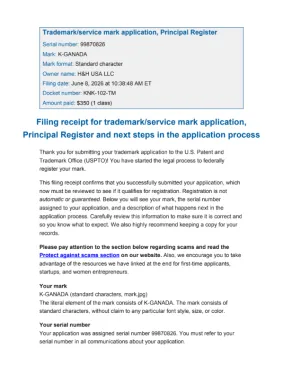 Trademark/service mark application, Principal Register
Serial number: 99870826
Mark: K-GANADA
Mark format: Standard character
Owner name: H&H USA LLC
Filing date: June 8, 2026 at 10:38:48 AM ET
Docket number: KNK-102-TM
Amount paid: $350 (1 class)
Filing receipt for trademark/service mark application,
Principal Register and next steps in the application process
Thank you for submitting your trademark application to the U.S. Patent and
Trademark Office (USPTO)! You have started the legal process to federally
register your mark.
This filing receipt confirms that you successfully submitted your application, which
now must be reviewed to see if it qualifies for registration. Registration is not
automatic or guaranteed. Below you will see your mark, the serial number
assigned to your application, and a description of what happens next in the
application process. Carefully review this information to make sure it is correct and
so you know what to expect. We also highly recommend keeping a copy for your
records.
Please pay attention to the section below regarding scams and read the
Protect against scams section on our website. Also, we encourage you to take
advantage of the resources we have linked at the end for first-time applicants,
startups, and women entrepreneurs.
Your mark
K-GANADA (standard characters, mark.jpg)
The literal element of the mark consists of K-GANADA. The mark consists of
standard characters, without claim to any particular font style, size, or color.
Your serial number
Your application was assigned serial number 99870826. You must refer to your
serial number in all communications about your application.